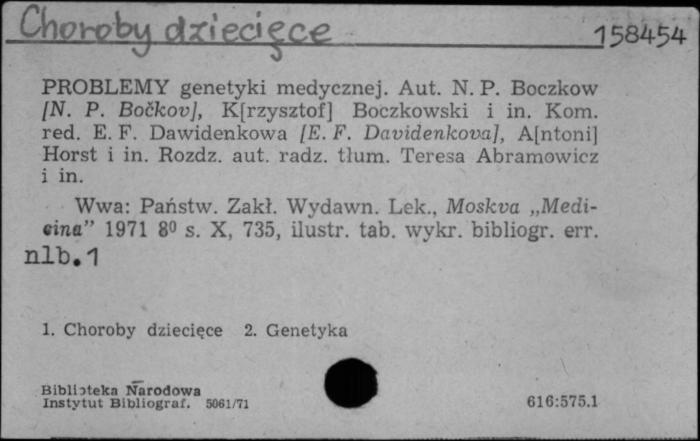 Choroby dziecięce 158454
PROBLEMY genetyki medycznej. Aut. N. P. Boczkow
[N. P. Bočkov], K[rzysztof] Boczkowski i in. Kom.
red. E. F. Dawidenkowa [E. F. Davidenkova], A[ntoni]
Horst i in. Rozdz. aut. radz. tłum. Teresa Abramowicz
i in.
Wwa: Państw. Zakł. Wydawn. Lek., Moskva „Medi-
cina” 1971 8⁰ s. X, 735, ilustr. tab. wykr. bibliogr. err.
nlb.1
1. Choroby dziecięce 2. Genetyka
Biblioteka Narodowa
Instytut Bibliograf. 5061/71 616:575.1